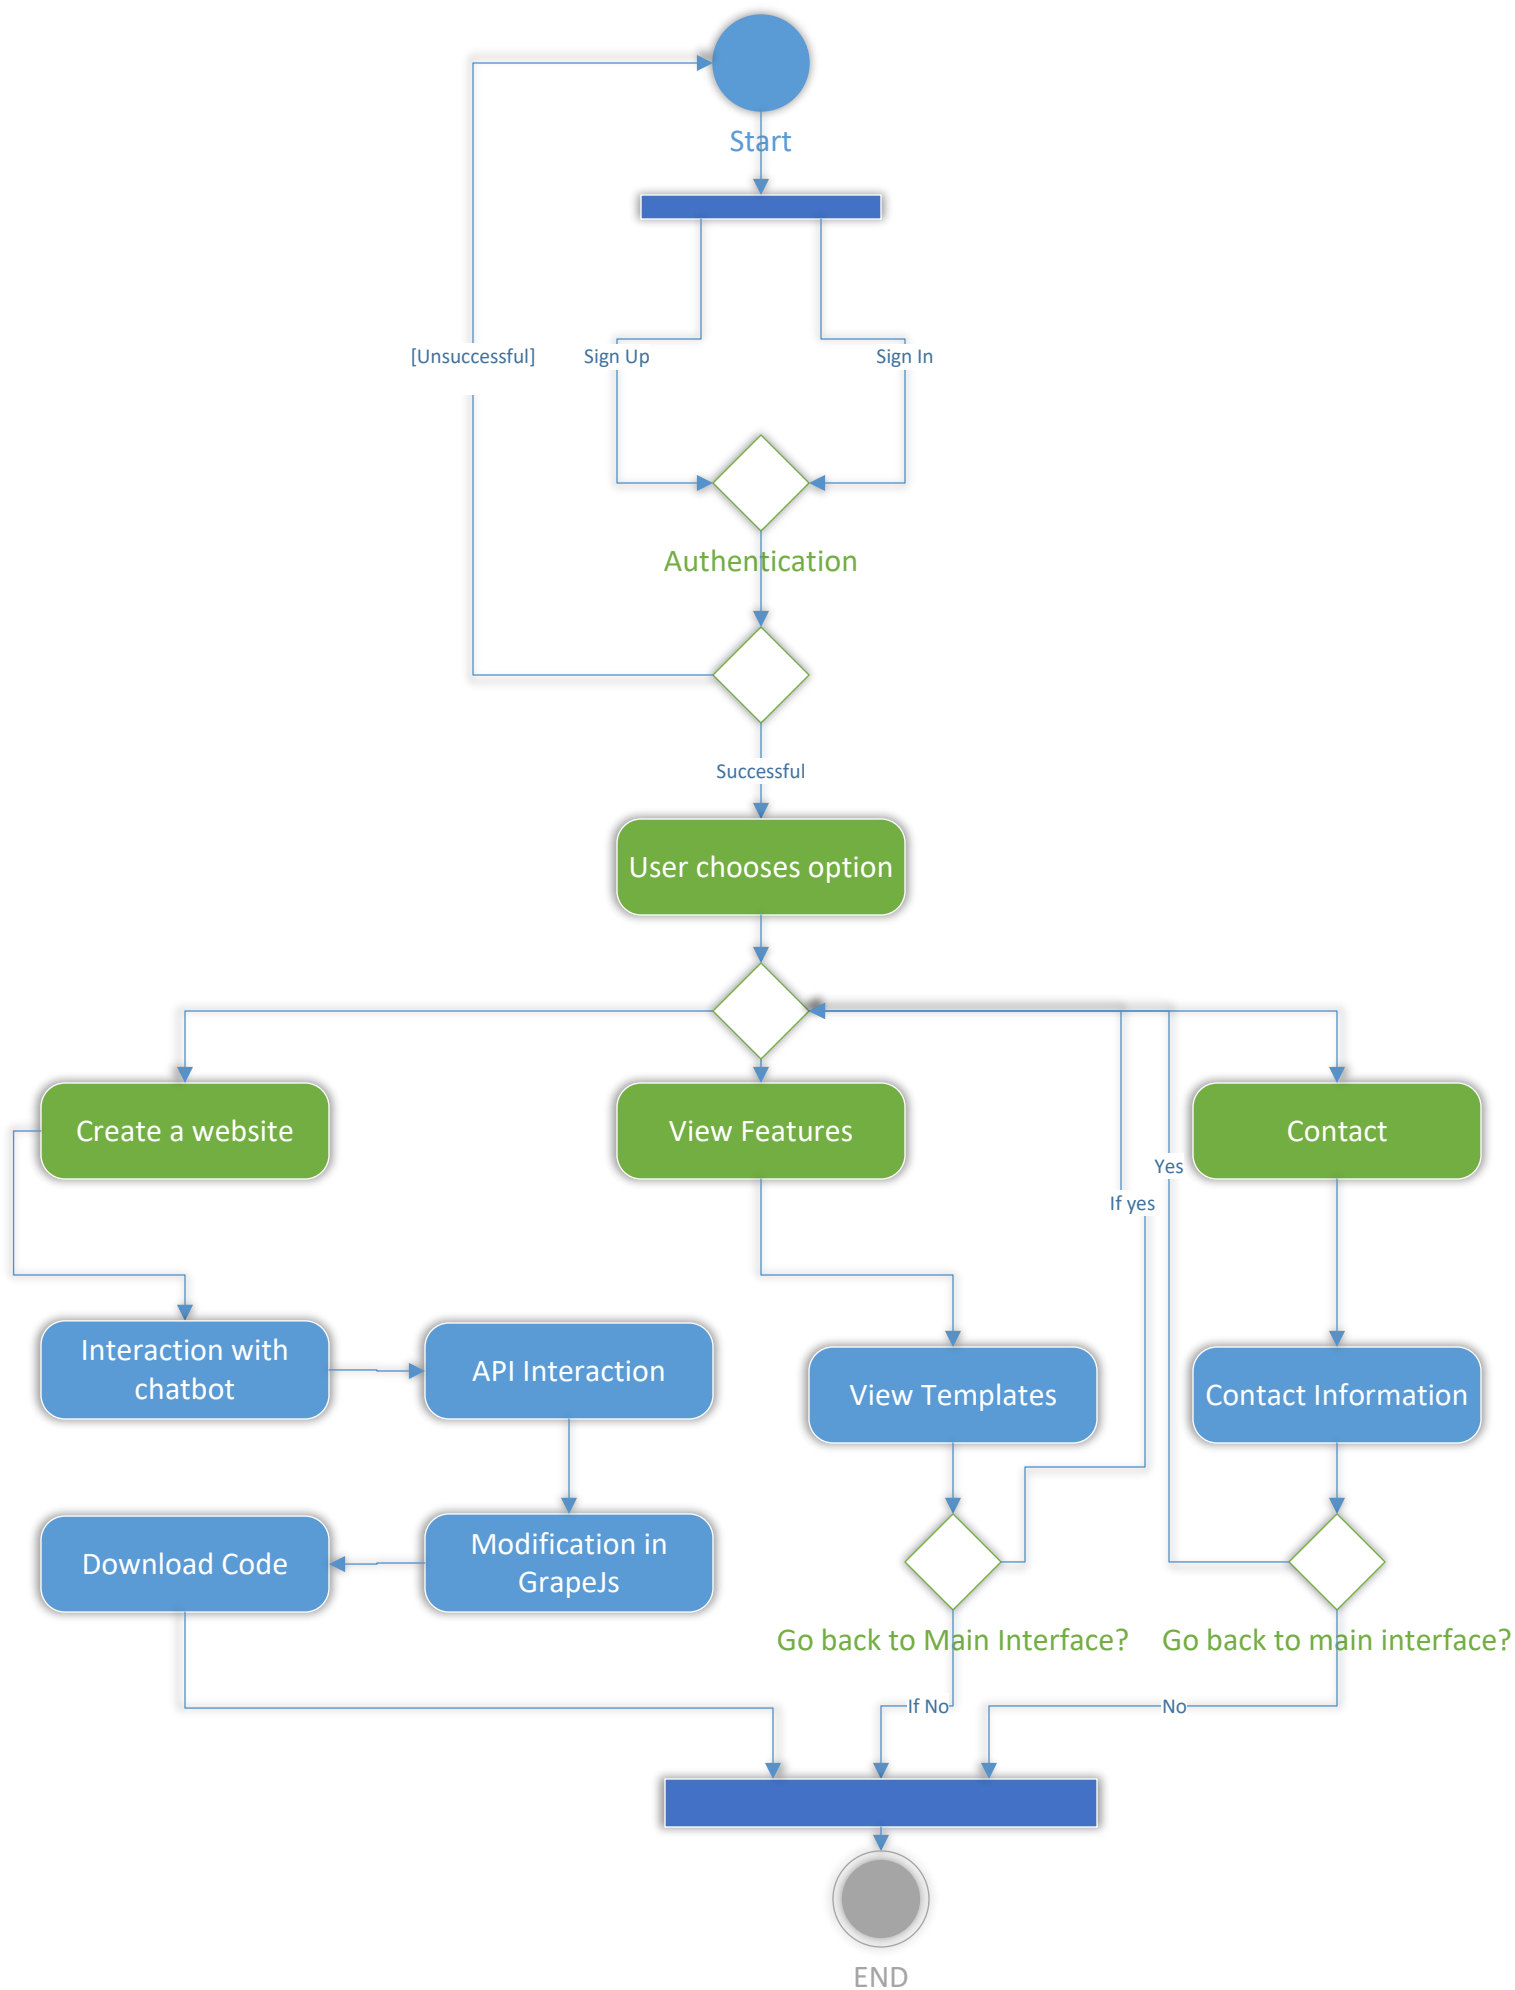 Start
[Unsuccessful]
Sign Up
Sign In
Authentication
Successful
User chooses option
Create a website
View Features
Contact
Yes
If yes
Interaction with
chatbot
API Interaction
View Templates
Contact Information
Download Code
Modification in
GrapeJs
Go back to Main Interface?
Go back to main interface?
If No
No
END